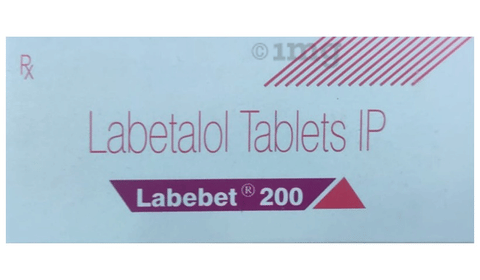 © 1mg
Rx
Labetalol Tablets IP
Labebet® 200